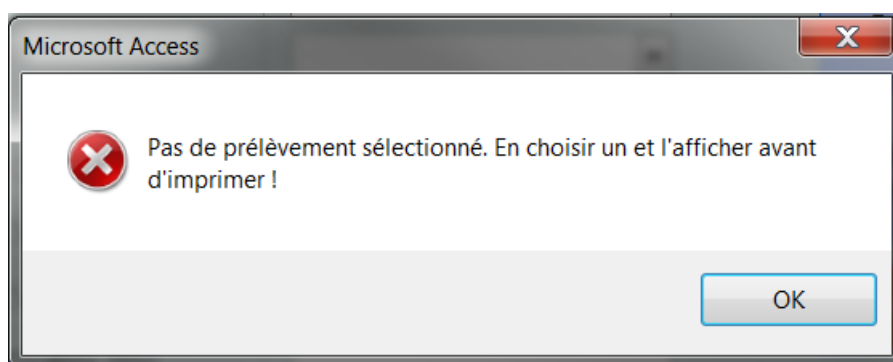 Microsoft Access
Pas de prélèvement sélectionné. En choisir un et l'afficher avant
d'imprimer !
OK